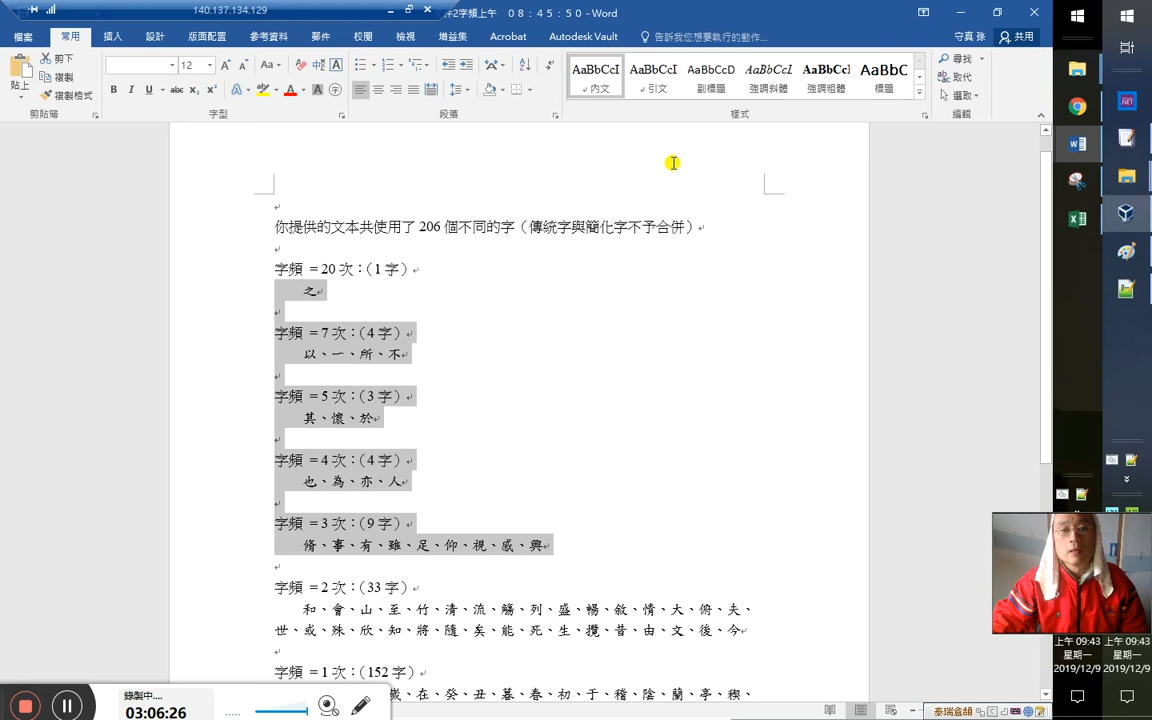 140.137.134.129
件2字頻上午　０８：４５：５０ - Word
檔案 常用 插入 設計 版面配置 參考資料 郵件 校閱 檢視 增益集 Acrobat Autodesk Vault 告訴我您想要執行的動作... 守真 孫 共用
貼上 剪下 複製 複製格式 剪貼簿
12 字型
段落
AaBbCcI AaBbCcI AaBbCcD AaBbCcL AaBbCcI AaBbC
內文 引文 副標題 強調斜體 強調粗體 標題
樣式
尋找 取代 選取 編輯
你提供的文本共使用了 206 個不同的字（傳統字與簡化字不予合併）
字頻 = 20 次：（1 字）
之
字頻 = 7 次：（4 字）
以、一、所、不
字頻 = 5 次：（3 字）
其、懷、於
字頻 = 4 次：（4 字）
也、為、亦、人
字頻 = 3 次：（9 字）
脩、事、有、雖、足、仰、視、感、興
字頻 = 2 次：（33 字）
和、會、山、至、竹、清、流、觴、列、盛、暢、敘、情、大、俯、夫、
世、或、殊、欣、知、將、隨、矣、能、死、生、攬、昔、由、文、後、今
字頻 = 1 次：（152 字）
歲、在、癸、丑、暮、春、初、于、稽、陰、蘭、亭、稧、
錄製中....
03:06:26
上午 09:43
星期一
2019/12/9
上午 09:43
星期一
2019/12/9